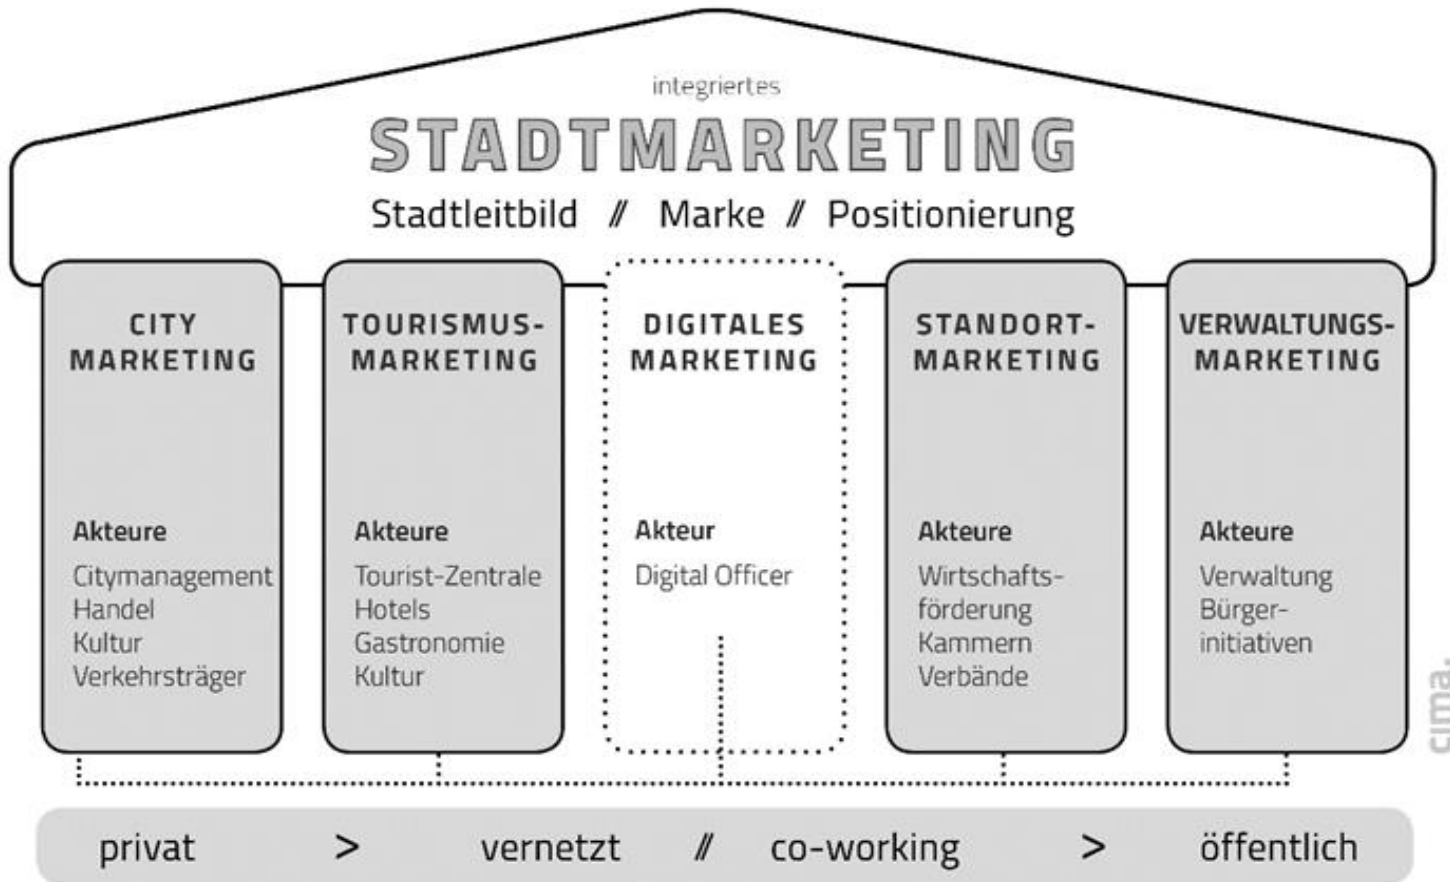 integriertes
STADTMARKETING
Stadtleitbild // Marke // Positionierung
CITY
MARKETING
Akteure
Citymanagement
Handel
Kultur
Verkehrsträger
TOURISMUS-
MARKETING
Akteure
Tourist-Zentrale
Hotels
Gastronomie
Kultur
DIGITALES
MARKETING
Akteur
Digital Officer
STANDORT-
MARKETING
Akteure
Wirtschafts-
förderung
Kammern
Verbände
VERWALTUNGS-
MARKETING
Akteure
Verwaltung
Bürger-
initiativen
cima.
privat > vernetzt // co-working > öffentlich